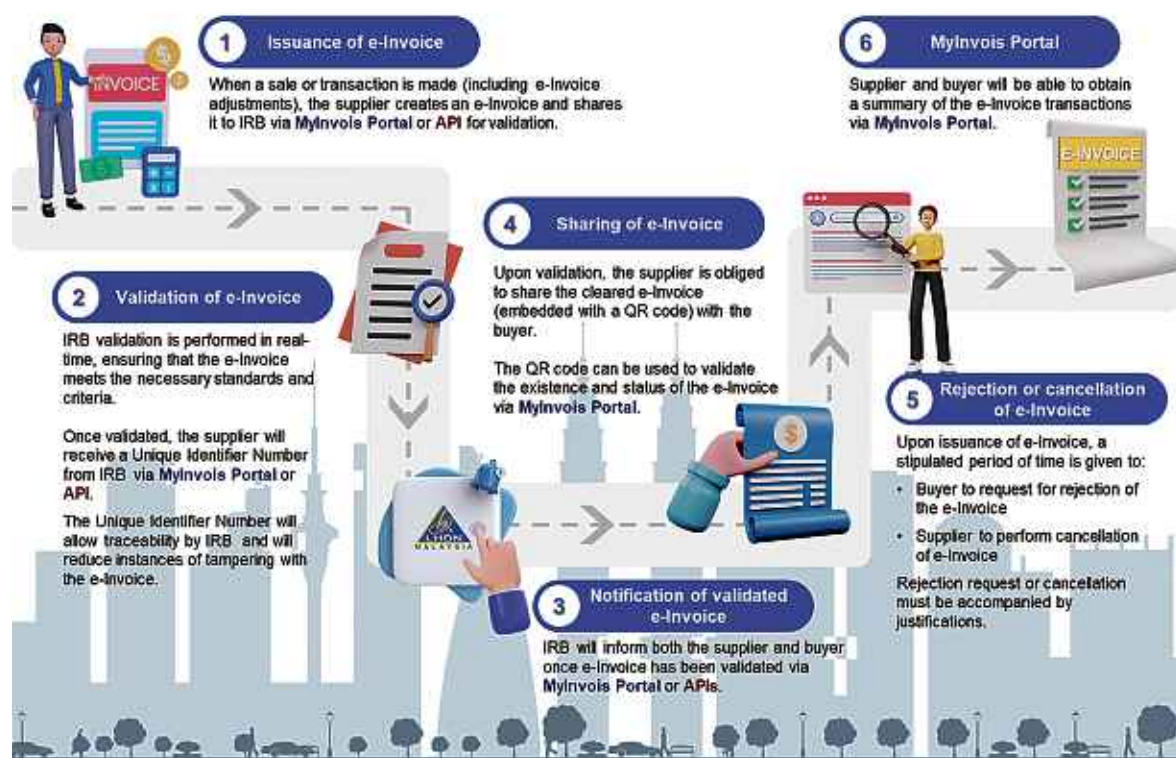 1
Issuance of e-Invoice
When a sale or transaction is made (including e-Invoice
adjustments), the supplier creates an e-Invoice and shares
it to IRB via MyInvois Portal or API for validation.
INVOICE
$
2
Validation of e-Invoice
IRB validation is performed in real-
time, ensuring that the e-Invoice
meets the necessary standards and
criteria.
Once validated, the supplier will
receive a Unique Identifier Number
from IRB via MyInvois Portal or
API.
The Unique Identifier Number will
allow traceability by IRB and will
reduce instances of tampering with
the e-Invoice.
LHDN
MALAYSIA
3
Notification of validated
e-Invoice
IRB will inform both the supplier and buyer
once e-Invoice has been validated via
MyInvois Portal or APIs.
4
Sharing of e-Invoice
Upon validation, the supplier is obliged
to share the cleared e-Invoice
(embedded with a QR code) with the
buyer.
The QR code can be used to validate
the existence and status of the e-Invoice
via MyInvois Portal.
$
5
Rejection or cancellation
of e-Invoice
Upon issuance of e-Invoice, a
stipulated period of time is given to:
• Buyer to request for rejection of
the e-Invoice
• Supplier to perform cancellation
of e-Invoice
Rejection request or cancellation
must be accompanied by
justifications.
6
MyInvois Portal
Supplier and buyer will be able to obtain
a summary of the e-Invoice transactions
via MyInvois Portal.
E-INVOICE